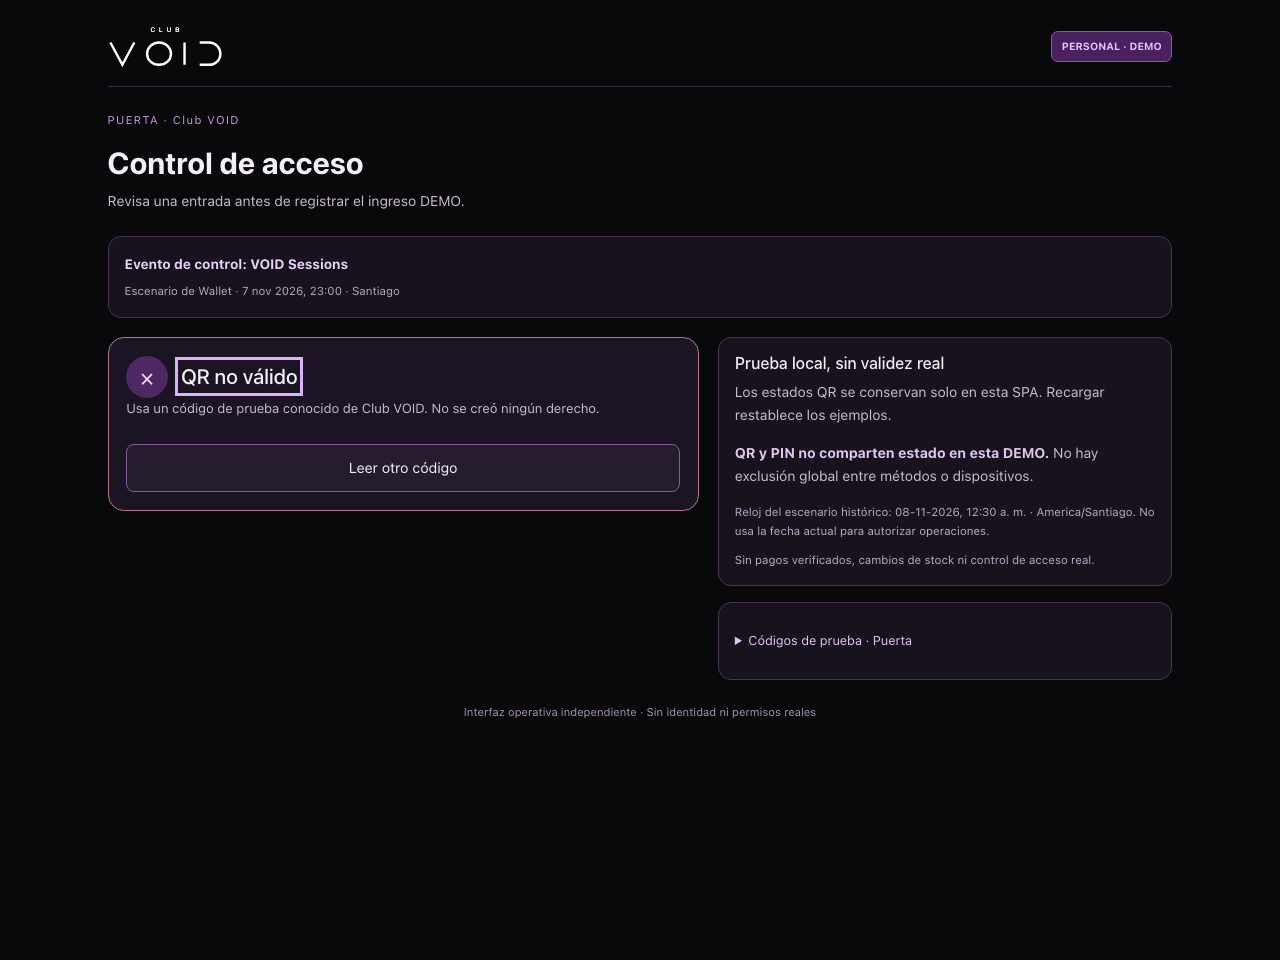 CLUB
VOID
PERSONAL · DEMO
PUERTA · Club VOID
Control de acceso
Revisa una entrada antes de registrar el ingreso DEMO.
Evento de control: VOID Sessions
Escenario de Wallet · 7 nov 2026, 23:00 · Santiago
QR no válido
Usa un código de prueba conocido de Club VOID. No se creó ningún derecho.
Leer otro código
Prueba local, sin validez real
Los estados QR se conservan solo en esta SPA. Recargar
restablece los ejemplos.
QR y PIN no comparten estado en esta DEMO. No hay
exclusión global entre métodos o dispositivos.
Reloj del escenario histórico: 08-11-2026, 12:30 a. m. · America/Santiago. No
usa la fecha actual para autorizar operaciones.
Sin pagos verificados, cambios de stock ni control de acceso real.
Códigos de prueba · Puerta
Interfaz operativa independiente · Sin identidad ni permisos reales